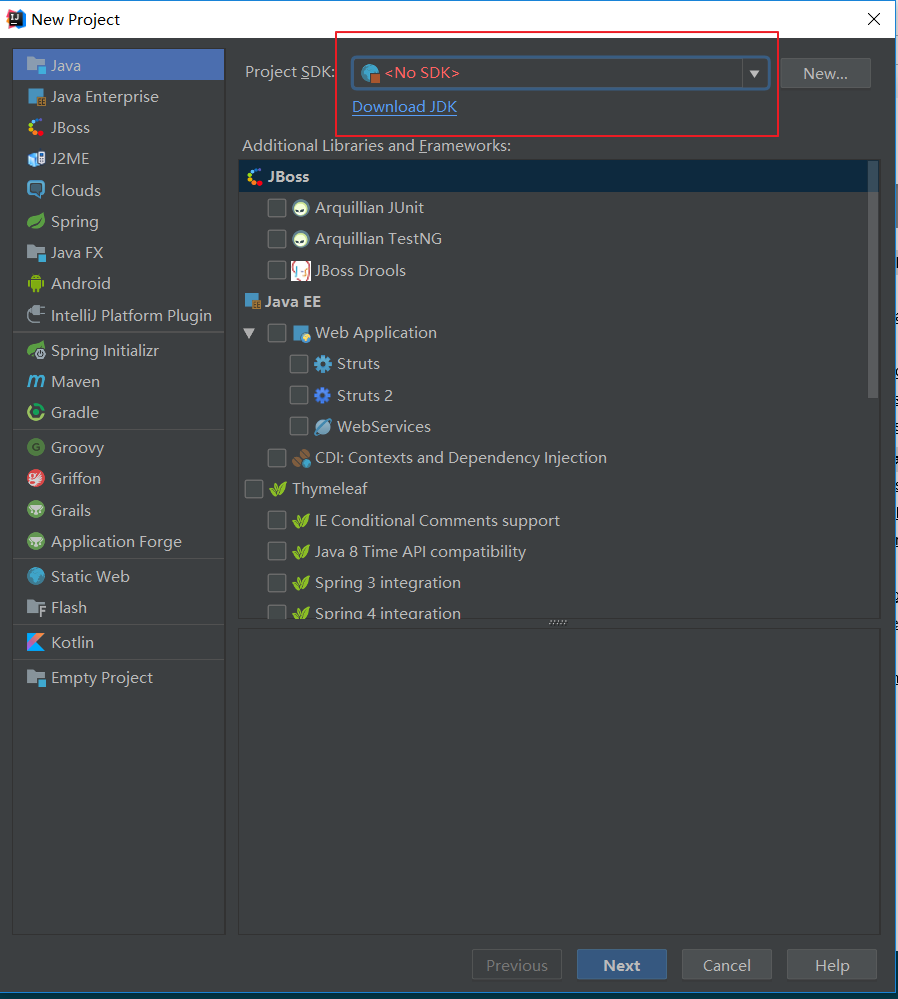 New Project
Java
Java Enterprise
JBoss
J2ME
Clouds
Spring
Java FX
Android
IntelliJ Platform Plugin
Spring Initializr
Maven
Gradle
Groovy
Griffon
Grails
Application Forge
Static Web
Flash
Kotlin
Empty Project
Project SDK: <No SDK> New...
Download JDK
Additional Libraries and Frameworks:
JBoss
Arquillian JUnit
Arquillian TestNG
JBoss Drools
Java EE
Web Application
Struts
Struts 2
WebServices
CDI: Contexts and Dependency Injection
Thymeleaf
IE Conditional Comments support
Java 8 Time API compatibility
Spring 3 integration
Spring 4 integration
Previous Next Cancel Help